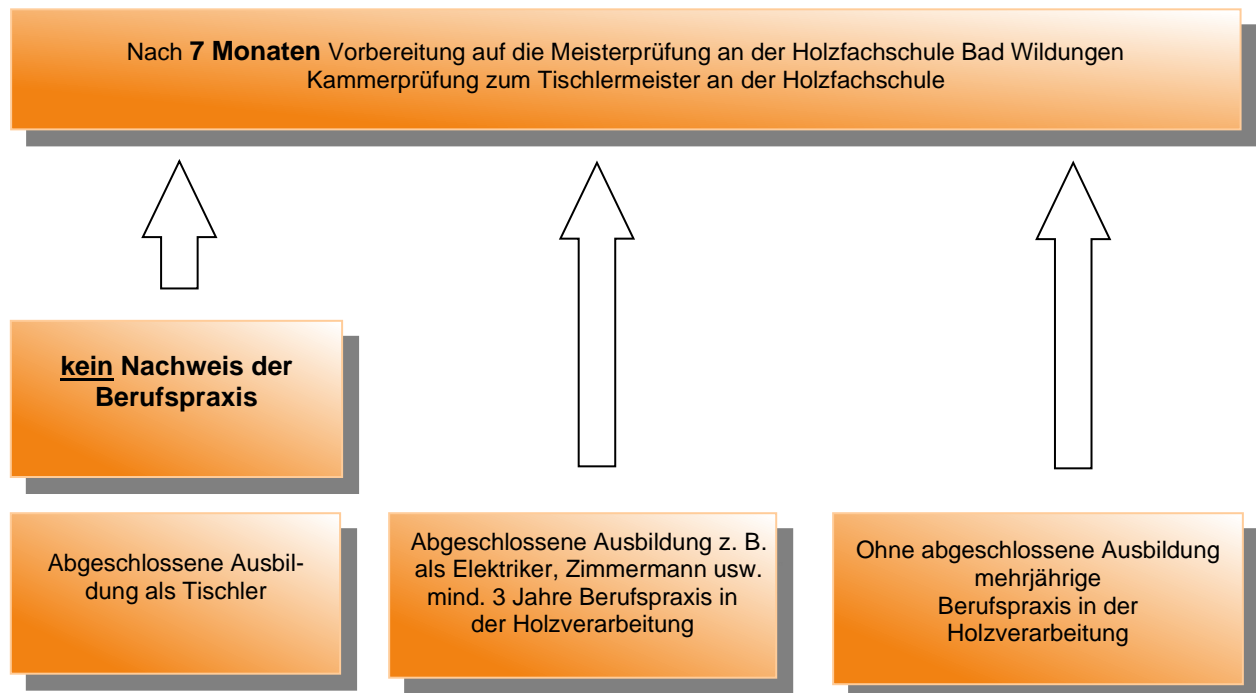 Nach 7 Monaten Vorbereitung auf die Meisterprüfung an der Holzfachschule Bad Wildungen
Kammerprüfung zum Tischlermeister an der Holzfachschule
kein Nachweis der
Berufspraxis
Abgeschlossene Ausbil-
dung als Tischler
Abgeschlossene Ausbildung z. B.
als Elektriker, Zimmermann usw.
mind. 3 Jahre Berufspraxis in
der Holzverarbeitung
Ohne abgeschlossene Ausbildung
mehrjährige
Berufspraxis in der
Holzverarbeitung